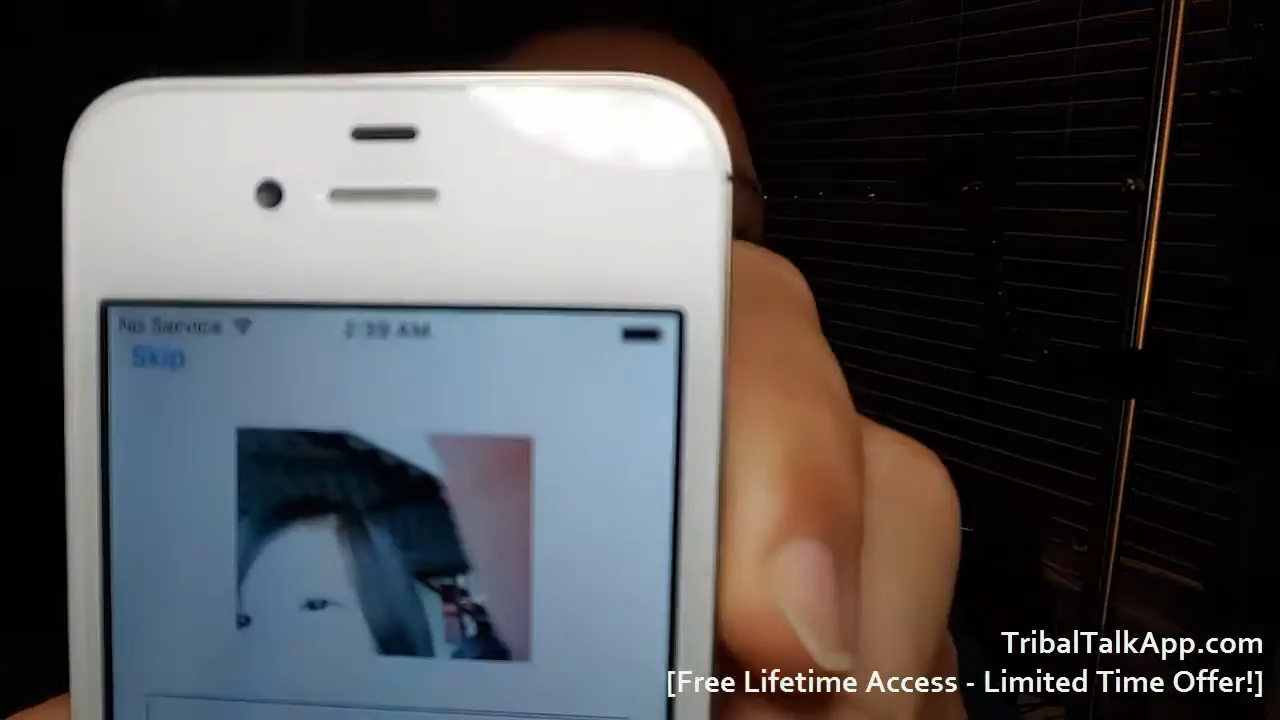 No Service
2:39 AM
Skip
TribalTalkApp.com
[Free Lifetime Access - Limited Time Offer!]